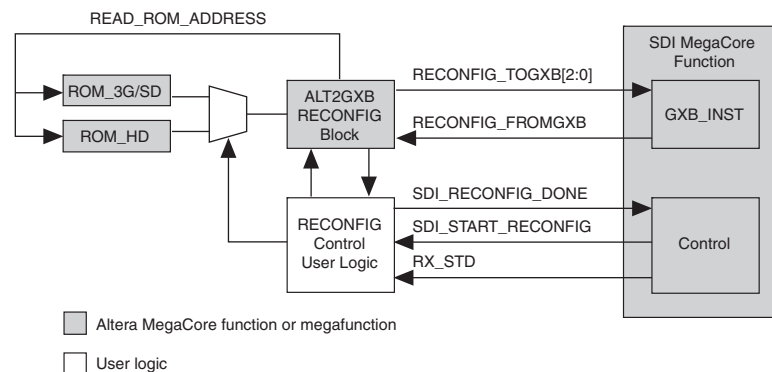 READ_ROM_ADDRESS
ROM_3G/SD
ROM_HD
ALT2GXB
RECONFIG
Block
RECONFIG_TOGXB[2:0]
RECONFIG_FROMGXB
SDI MegaCore
Function
GXB_INST
RECONFIG
Control
User Logic
SDI_RECONFIG_DONE
SDI_START_RECONFIG
RX_STD
Control
Altera MegaCore function or megafunction
User logic